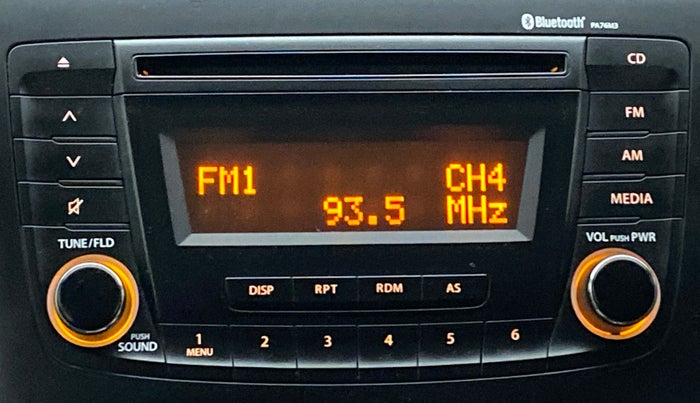 Bluetooth® PA76M3
CD
FM
AM
MEDIA
FM1 CH4
93.5 MHz
TUNE/FLD
VOL PUSH PWR
DISP RPT RDM AS
PUSH
SOUND
1 2 3 4 5 6
MENU